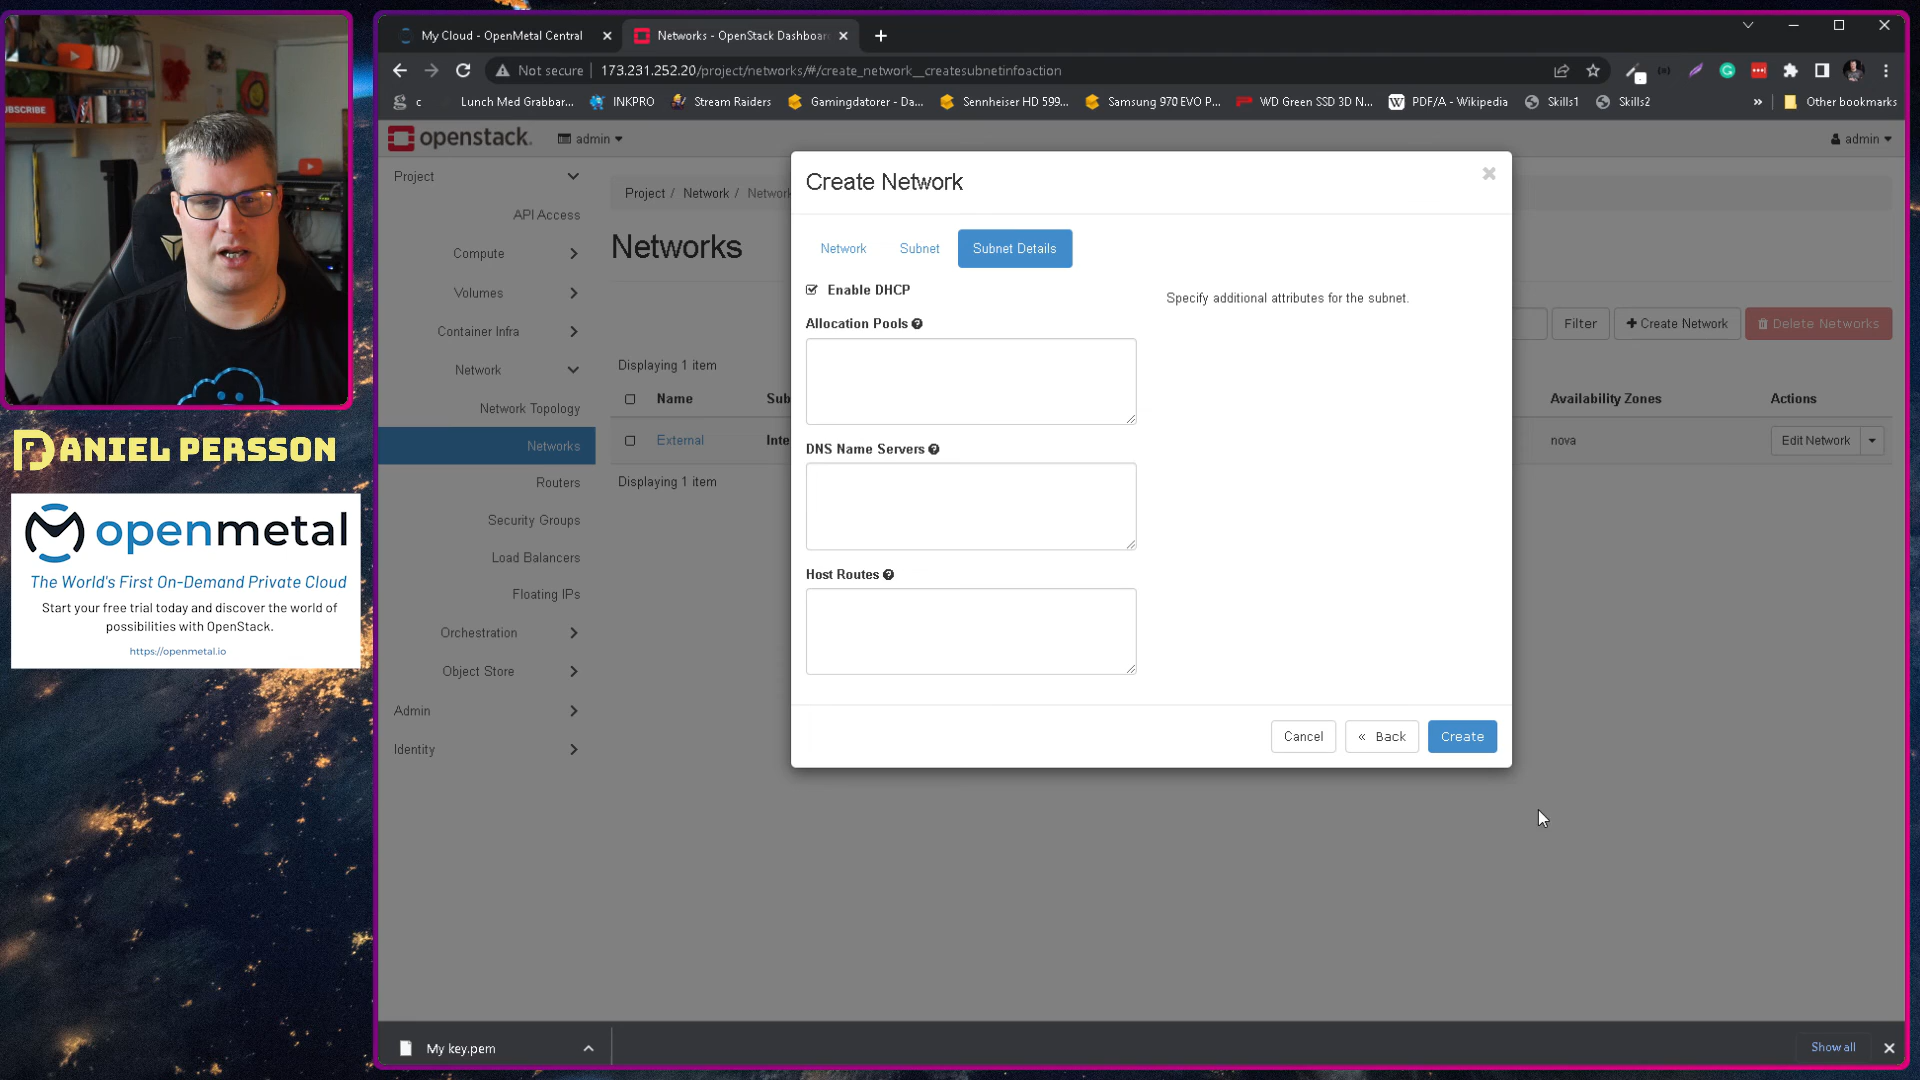 SUBSCRIBE
DANIEL PERSSON
openmetal
The World's First On-Demand Private Cloud
Start your free trial today and discover the world of
possibilities with OpenStack.
https://openmetal.io
My Cloud - OpenMetal Central
Networks - OpenStack Dashboar
Not secure
173.231.252.20/project/networks/#/create_network__createsubnetinfoaction
c
Lunch Med Grabbar...
INKPRO
Stream Raiders
Gamingdatorer - Da...
Sennheiser HD 599...
Samsung 970 EVO P...
WD Green SSD 3D N...
W PDF/A - Wikipedia
Skills1
Skills2
»
Other bookmarks
openstack.
admin
admin
Project
API Access
Compute
Volumes
Container Infra
Network
Network Topology
Networks
Routers
Security Groups
Load Balancers
Floating IPs
Orchestration
Object Store
Admin
Identity
Project / Network / Network
Networks
Filter
+ Create Network
Delete Networks
Displaying 1 item
Name
Sub
Availability Zones
Actions
External
Inte
nova
Edit Network
Displaying 1 item
Create Network
Network
Subnet
Subnet Details
Enable DHCP
Specify additional attributes for the subnet.
Allocation Pools
DNS Name Servers
Host Routes
Cancel
« Back
Create
My key.pem
Show all